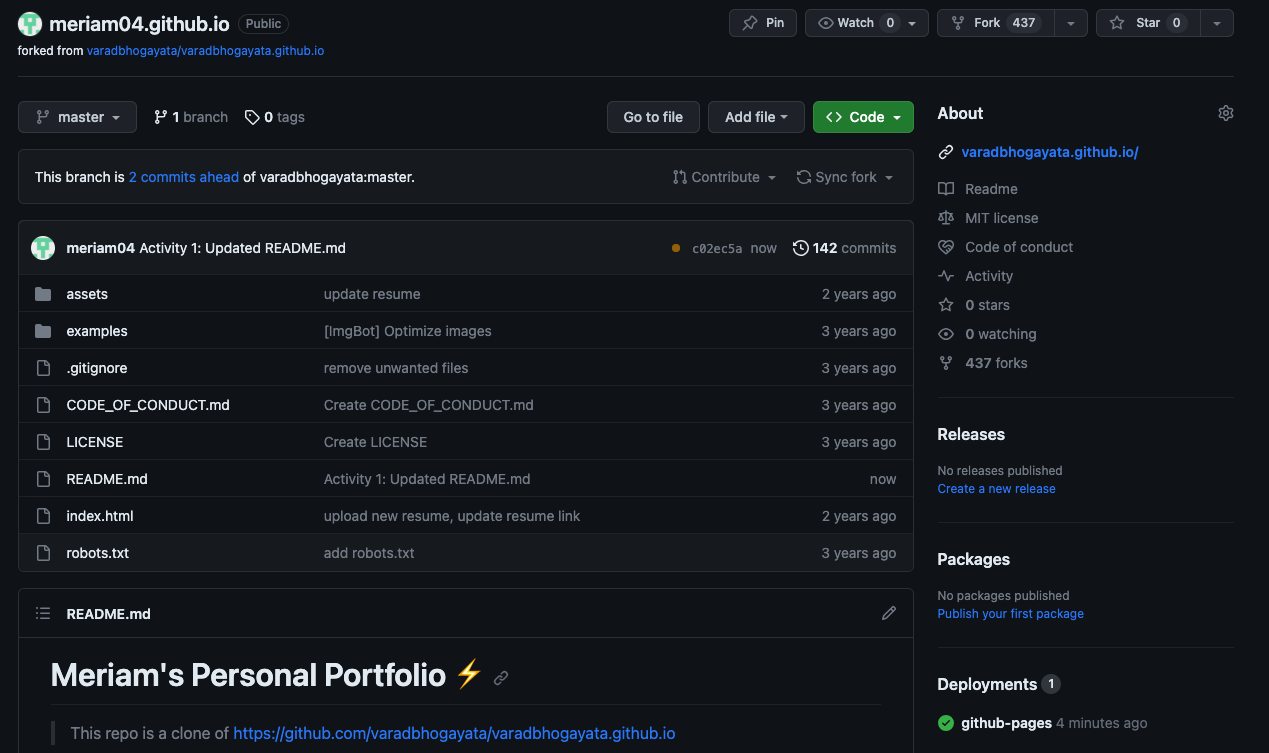 meriam04.github.io Public Pin Watch 0 Fork 437 Star 0
forked from varadbhogayata/varadbhogayata.github.io
master 1 branch 0 tags Go to file Add file Code
This branch is 2 commits ahead of varadbhogayata:master. Contribute Sync fork
meriam04 Activity 1: Updated README.md c02ec5a now 142 commits
assets update resume 2 years ago
examples [ImgBot] Optimize images 3 years ago
.gitignore remove unwanted files 3 years ago
CODE_OF_CONDUCT.md Create CODE_OF_CONDUCT.md 3 years ago
LICENSE Create LICENSE 3 years ago
README.md Activity 1: Updated README.md now
index.html upload new resume, update resume link 2 years ago
robots.txt add robots.txt 3 years ago
README.md
Meriam's Personal Portfolio ⚡
This repo is a clone of https://github.com/varadbhogayata/varadbhogayata.github.io
About
varadbhogayata.github.io/
Readme
MIT license
Code of conduct
Activity
0 stars
0 watching
437 forks
Releases
No releases published
Create a new release
Packages
No packages published
Publish your first package
Deployments 1
github-pages 4 minutes ago